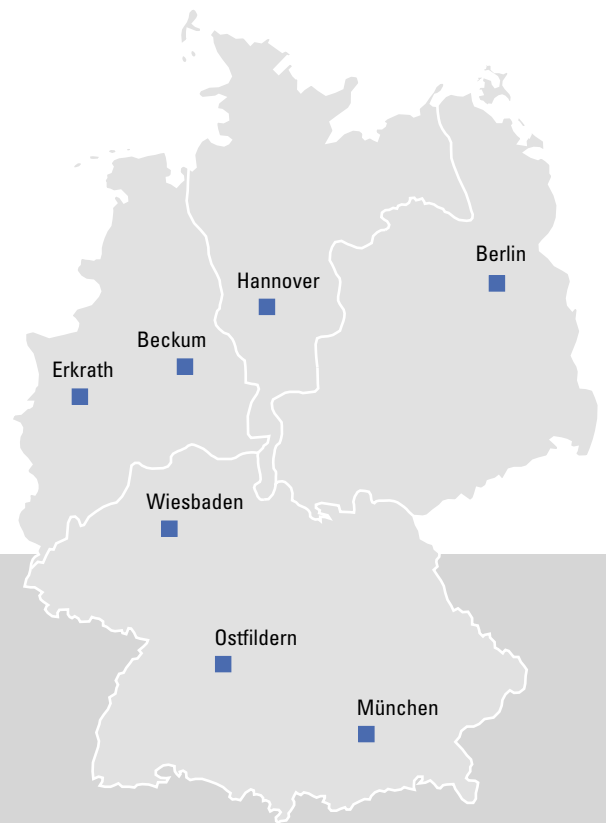 Berlin
Hannover
Beckum
Erkrath
Wiesbaden
Ostfildern
München